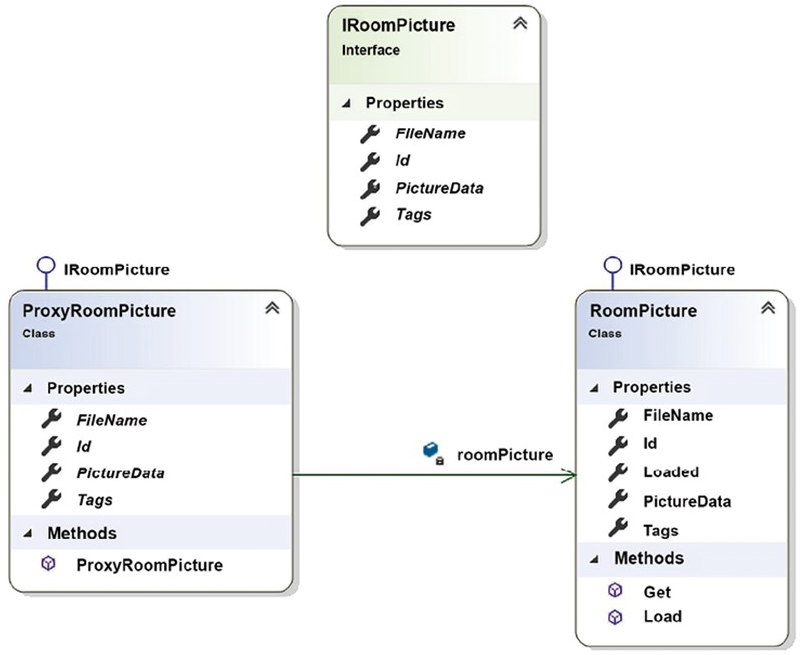 IRoomPicture
Interface
Properties
FileName
Id
PictureData
Tags
IRoomPicture
ProxyRoomPicture
Class
Properties
FileName
Id
PictureData
Tags
Methods
ProxyRoomPicture
roomPicture
IRoomPicture
RoomPicture
Class
Properties
FileName
Id
Loaded
PictureData
Tags
Methods
Get
Load